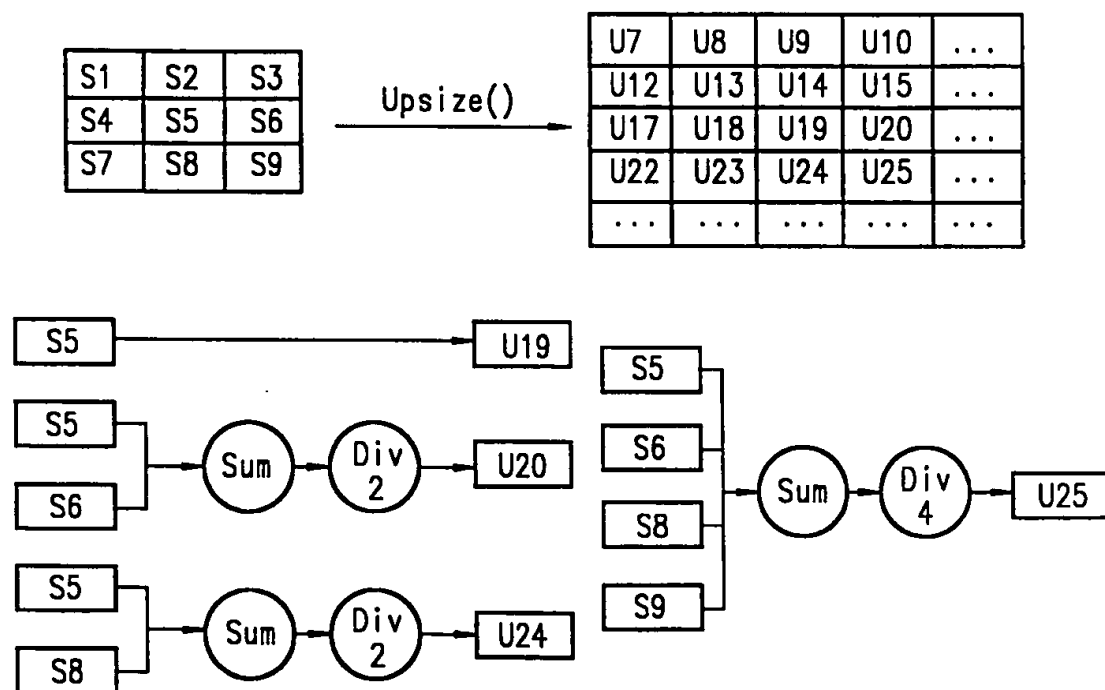 S1 S2 S3
S4 S5 S6
S7 S8 S9
Upsize()
U7 U8 U9 U10 ...
U12 U13 U14 U15 ...
U17 U18 U19 U20 ...
U22 U23 U24 U25 ...
... ... ... ... ...
S5 U19
S5
S6
Sum
Div
2
U20
S5
S8
Sum
Div
2
U24
S5
S6
S8
S9
Sum
Div
4
U25